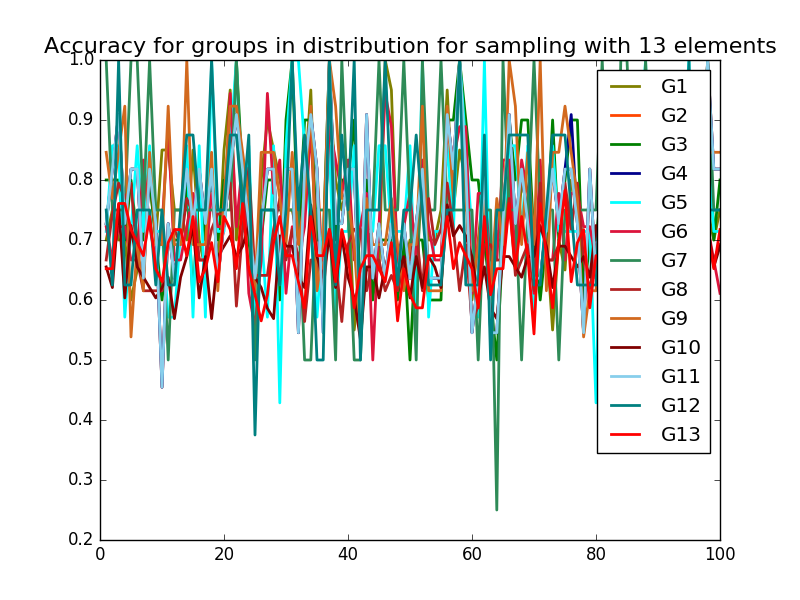 Accuracy for groups in distribution for sampling with 13 elements
1.0
0.9
0.8
0.7
0.6
0.5
0.4
0.3
0.2
0
20
40
60
80
100
G1
G2
G3
G4
G5
G6
G7
G8
G9
G10
G11
G12
G13